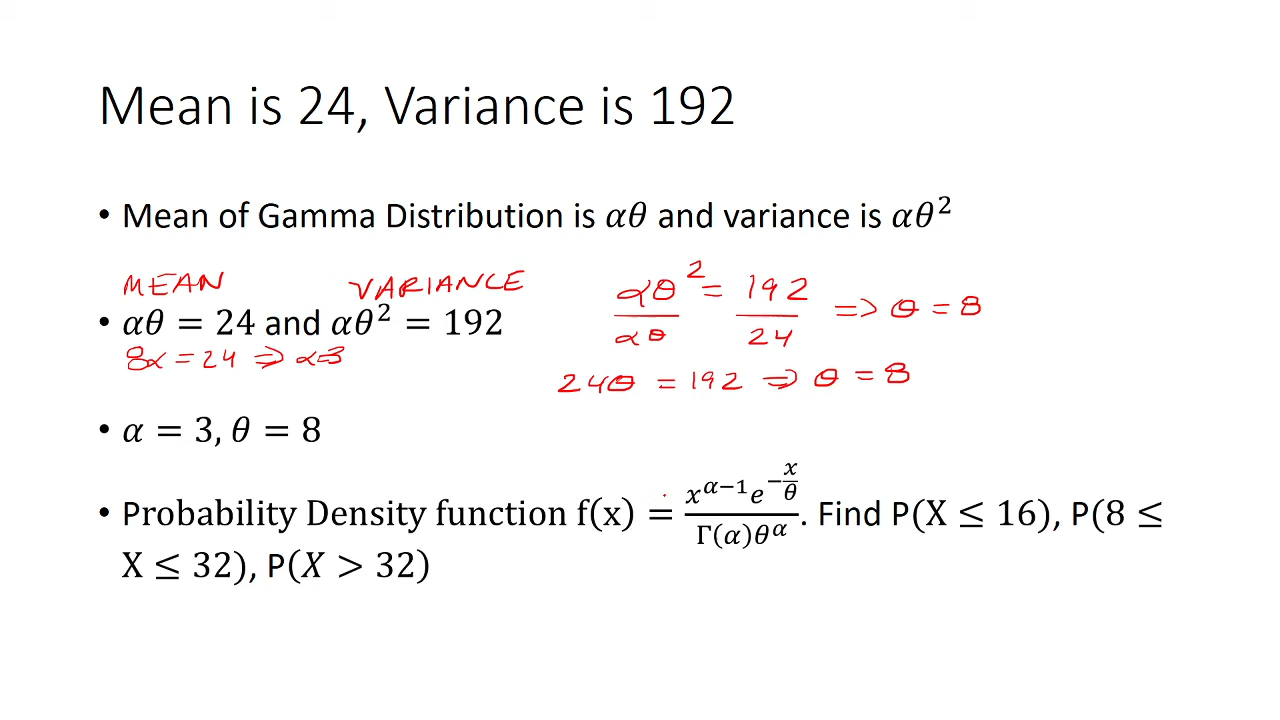 Mean is 24, Variance is 192
• Mean of Gamma Distribution is αθ and variance is αθ²
MEAN VARIANCE
• αθ = 24 and αθ² = 192
8α = 24 => α=3
αθ²/αθ = 192/24 => θ = 8
24θ = 192 => θ = 8
• α = 3, θ = 8
• Probability Density function f(x) = x^(α−1) e^(−x/θ) / Γ(α)θ^α. Find P(X ≤ 16), P(8 ≤
X ≤ 32), P(X > 32)